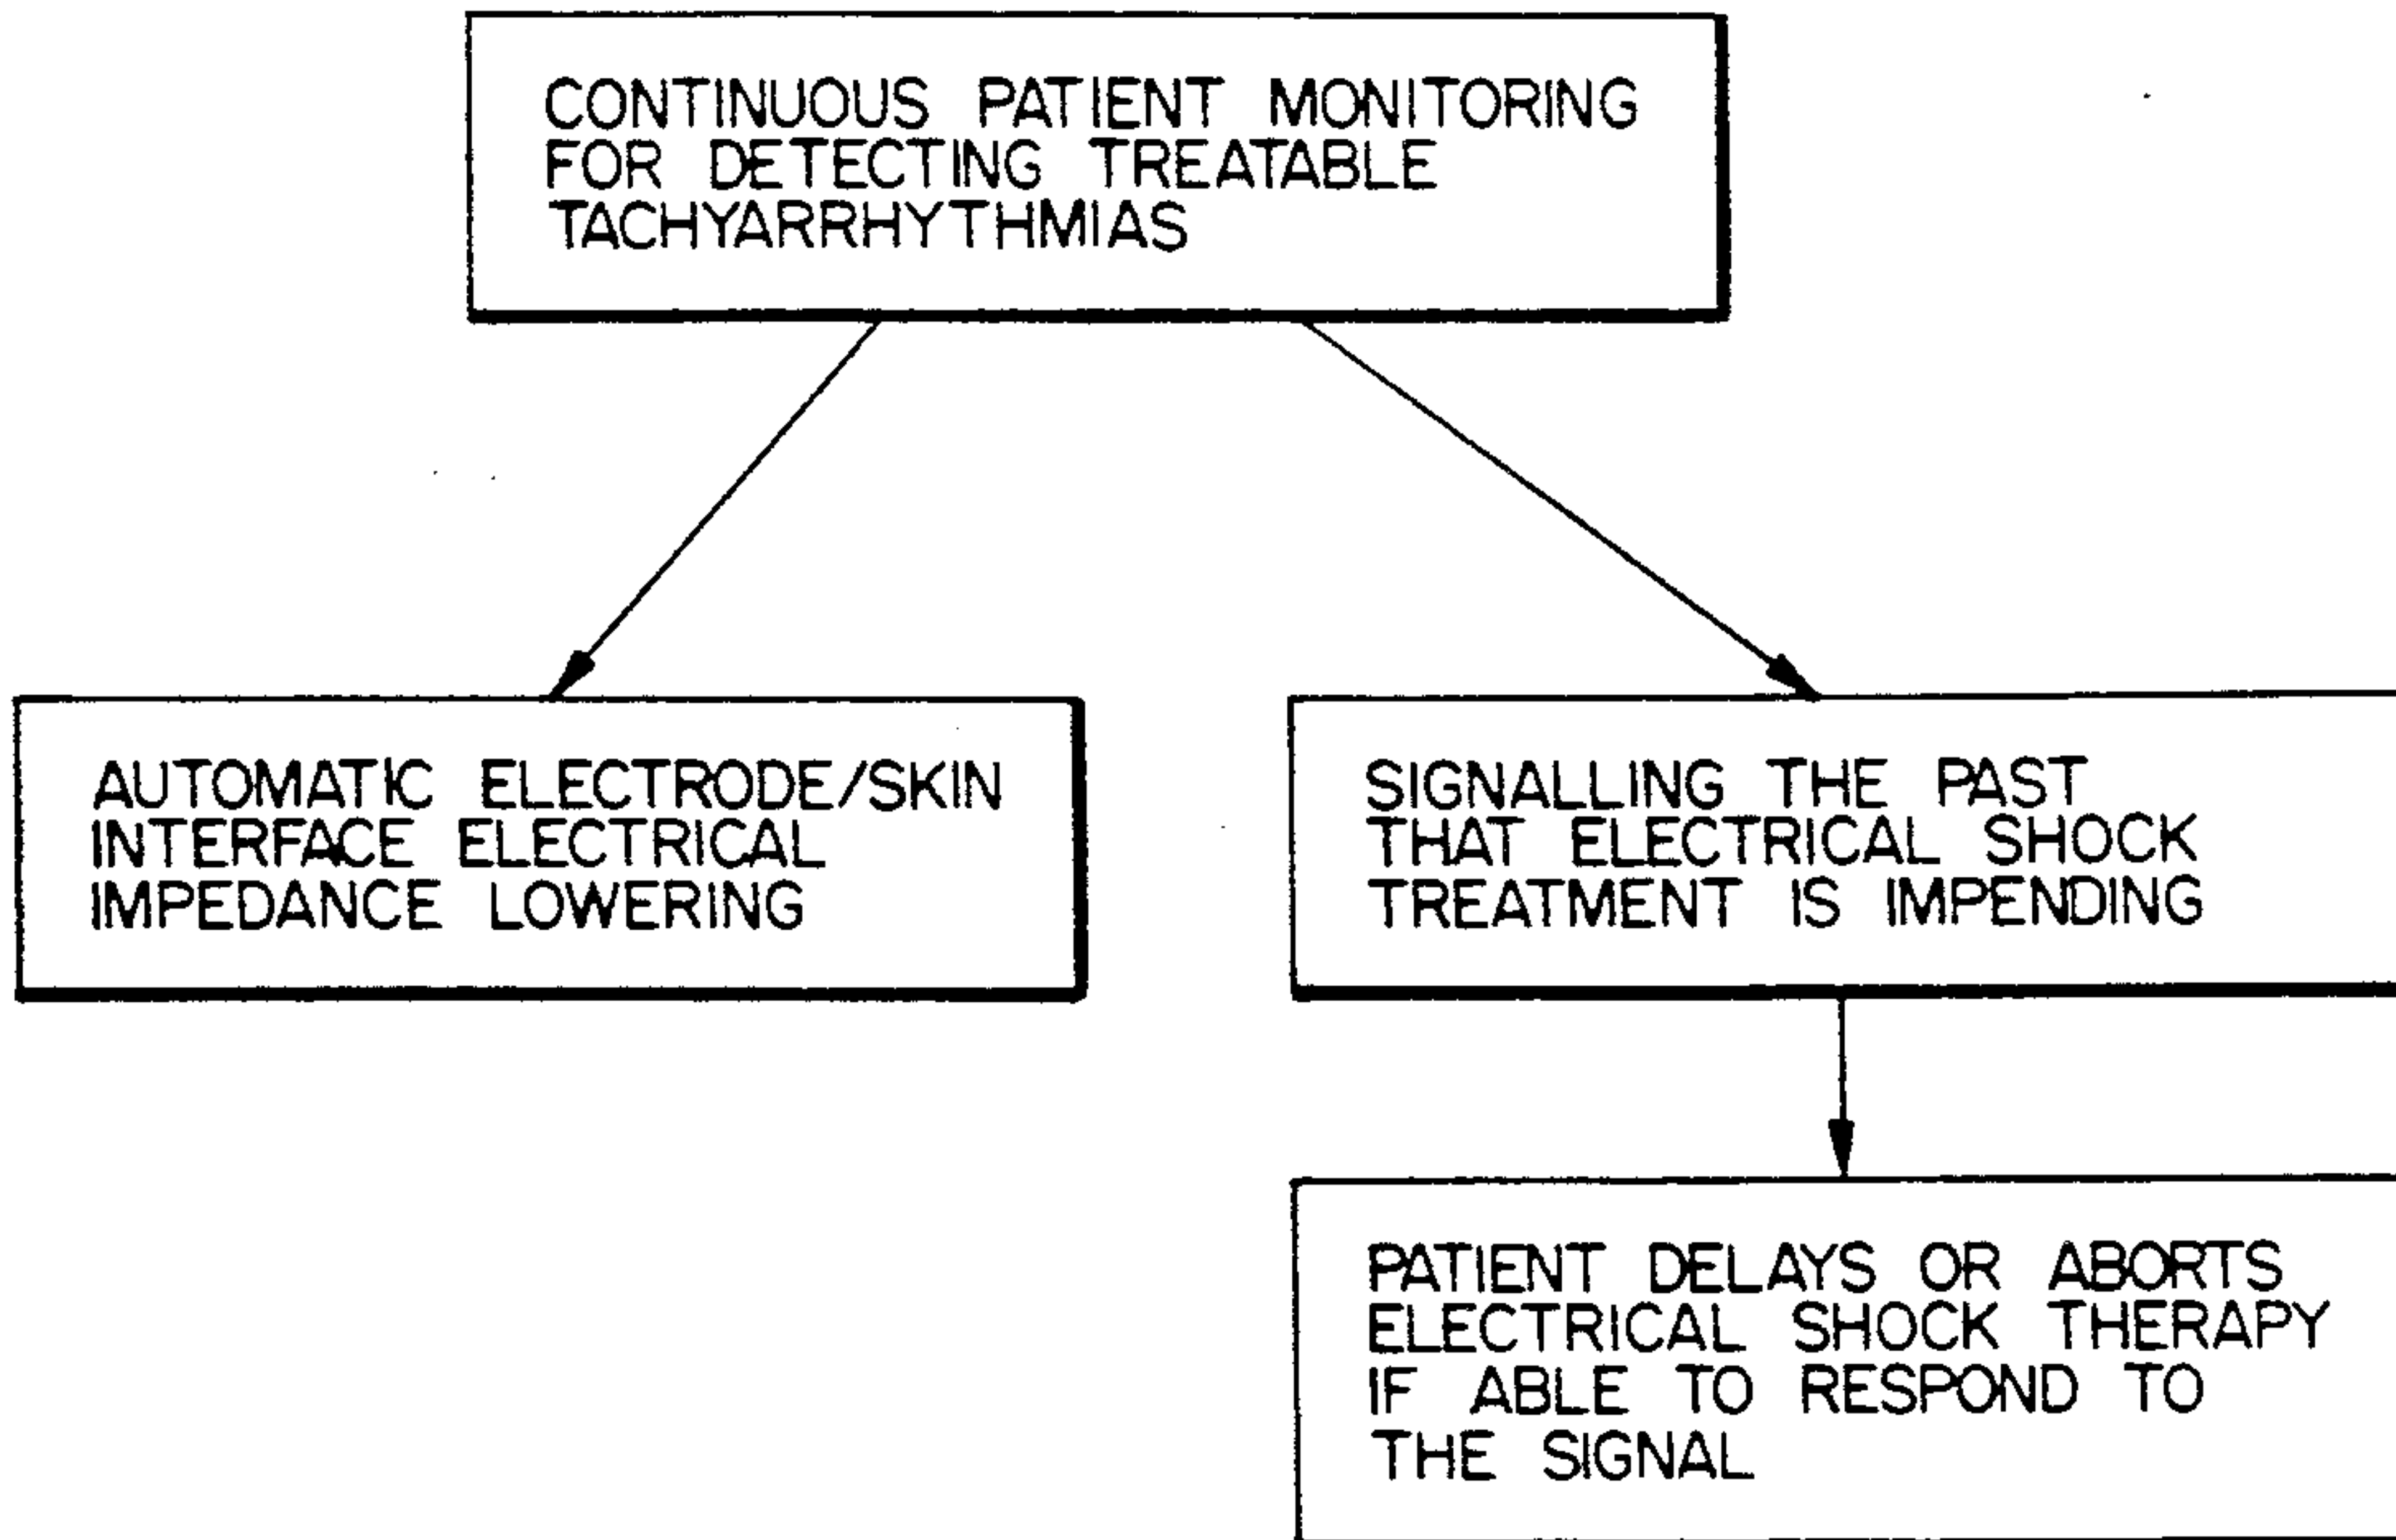 CONTINUOUS PATIENT MONITORING
FOR DETECTING TREATABLE
TACHYARRHYTHMIAS
AUTOMATIC ELECTRODE/SKIN
INTERFACE ELECTRICAL
IMPEDANCE LOWERING
SIGNALLING THE PAST
THAT ELECTRICAL SHOCK
TREATMENT IS IMPENDING
PATIENT DELAYS OR ABORTS
ELECTRICAL SHOCK THERAPY
IF ABLE TO RESPOND TO
THE SIGNAL